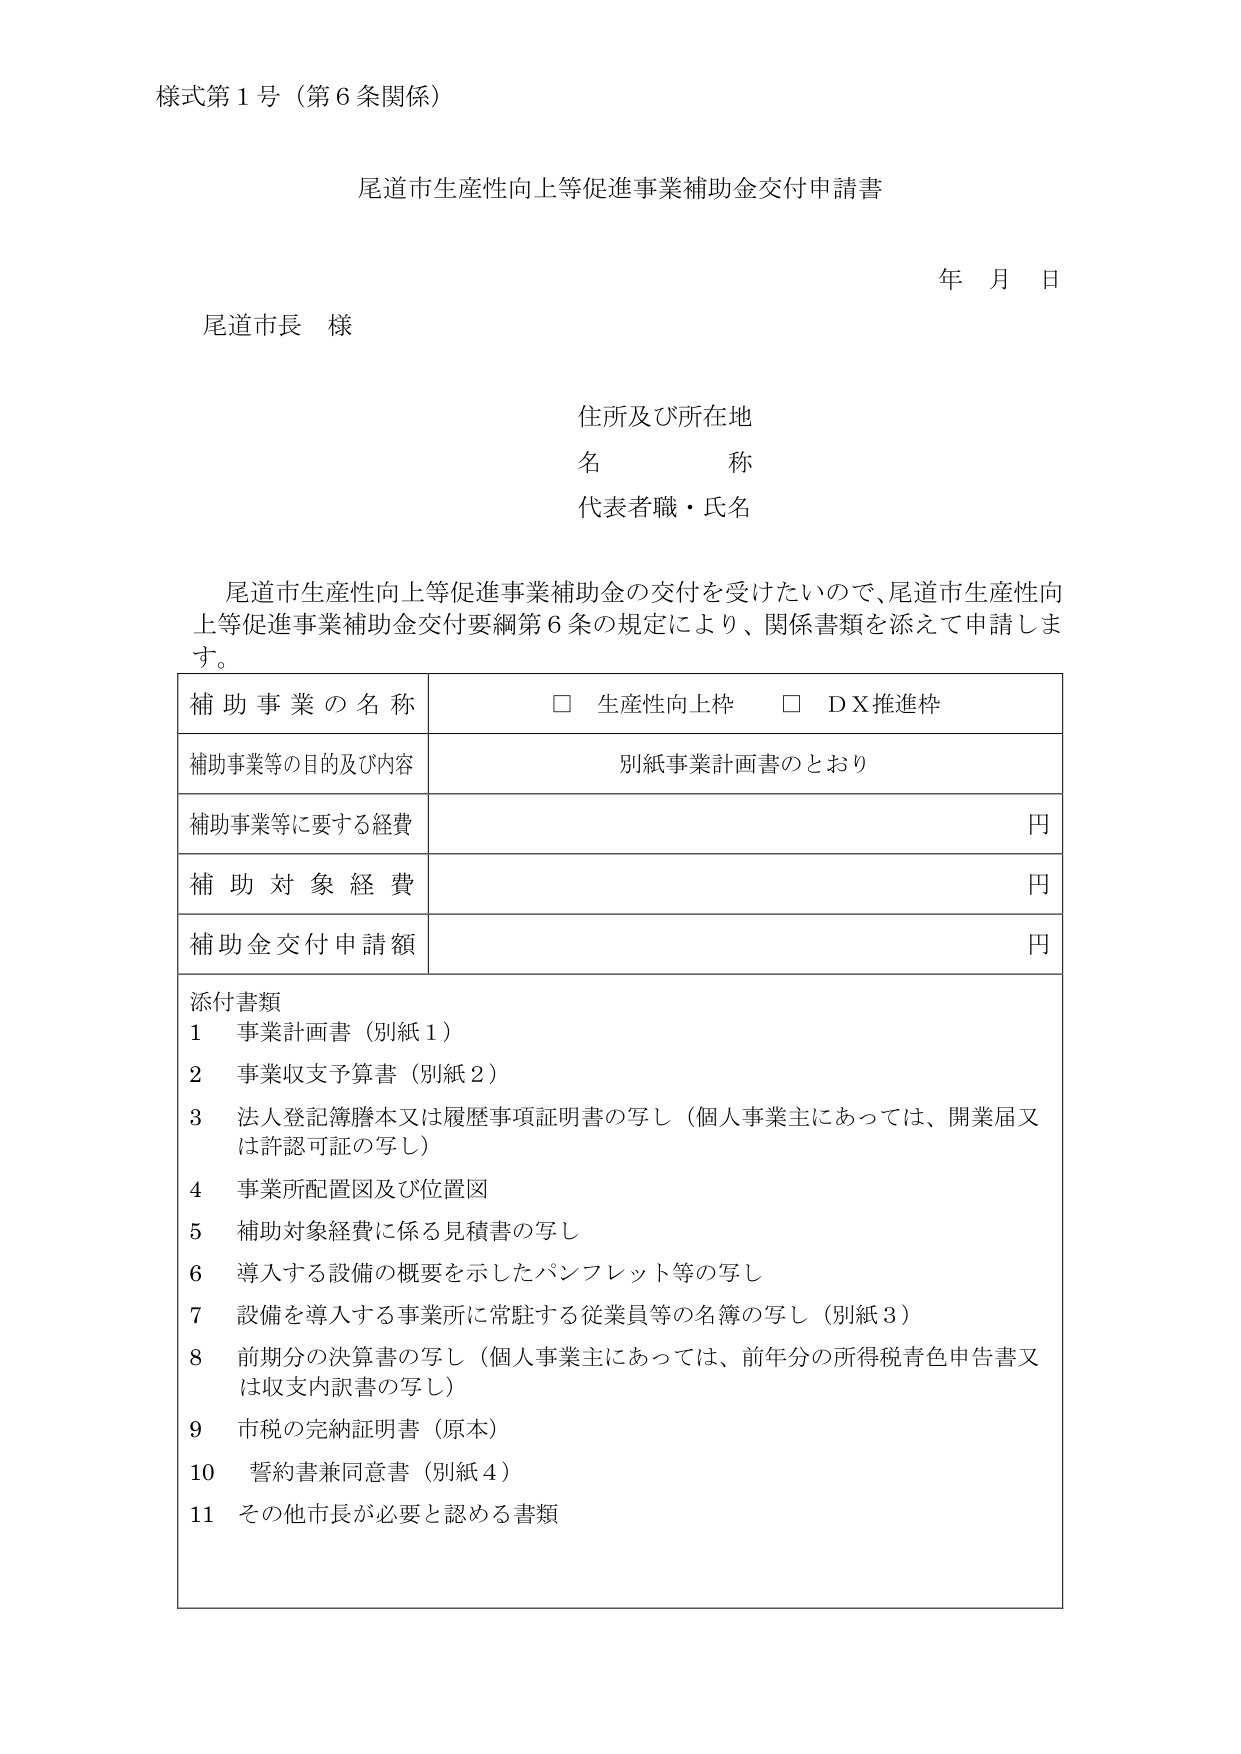 様式第１号（第６条関係）
尾道市生産性向上等促進事業補助金交付申請書
年　月　日
尾道市長　様
住所及び所在地
名　　　　　称
代表者職・氏名
尾道市生産性向上等促進事業補助金の交付を受けたいので、尾道市生産性向
上等促進事業補助金交付要綱第６条の規定により、関係書類を添えて申請しま
す。
補助事業の名称　□　生産性向上枠　　□　ＤＸ推進枠
補助事業等の目的及び内容　別紙事業計画書のとおり
補助事業等に要する経費　円
補助対象経費　円
補助金交付申請額　円
添付書類
1　事業計画書（別紙１）
2　事業収支予算書（別紙２）
3　法人登記簿謄本又は履歴事項証明書の写し（個人事業主にあっては、開業届又
は許認可証の写し）
4　事業所配置図及び位置図
5　補助対象経費に係る見積書の写し
6　導入する設備の概要を示したパンフレット等の写し
7　設備を導入する事業所に常駐する従業員等の名簿の写し（別紙３）
8　前期分の決算書の写し（個人事業主にあっては、前年分の所得税青色申告書又
は収支内訳書の写し）
9　市税の完納証明書（原本）
10　誓約書兼同意書（別紙４）
11　その他市長が必要と認める書類